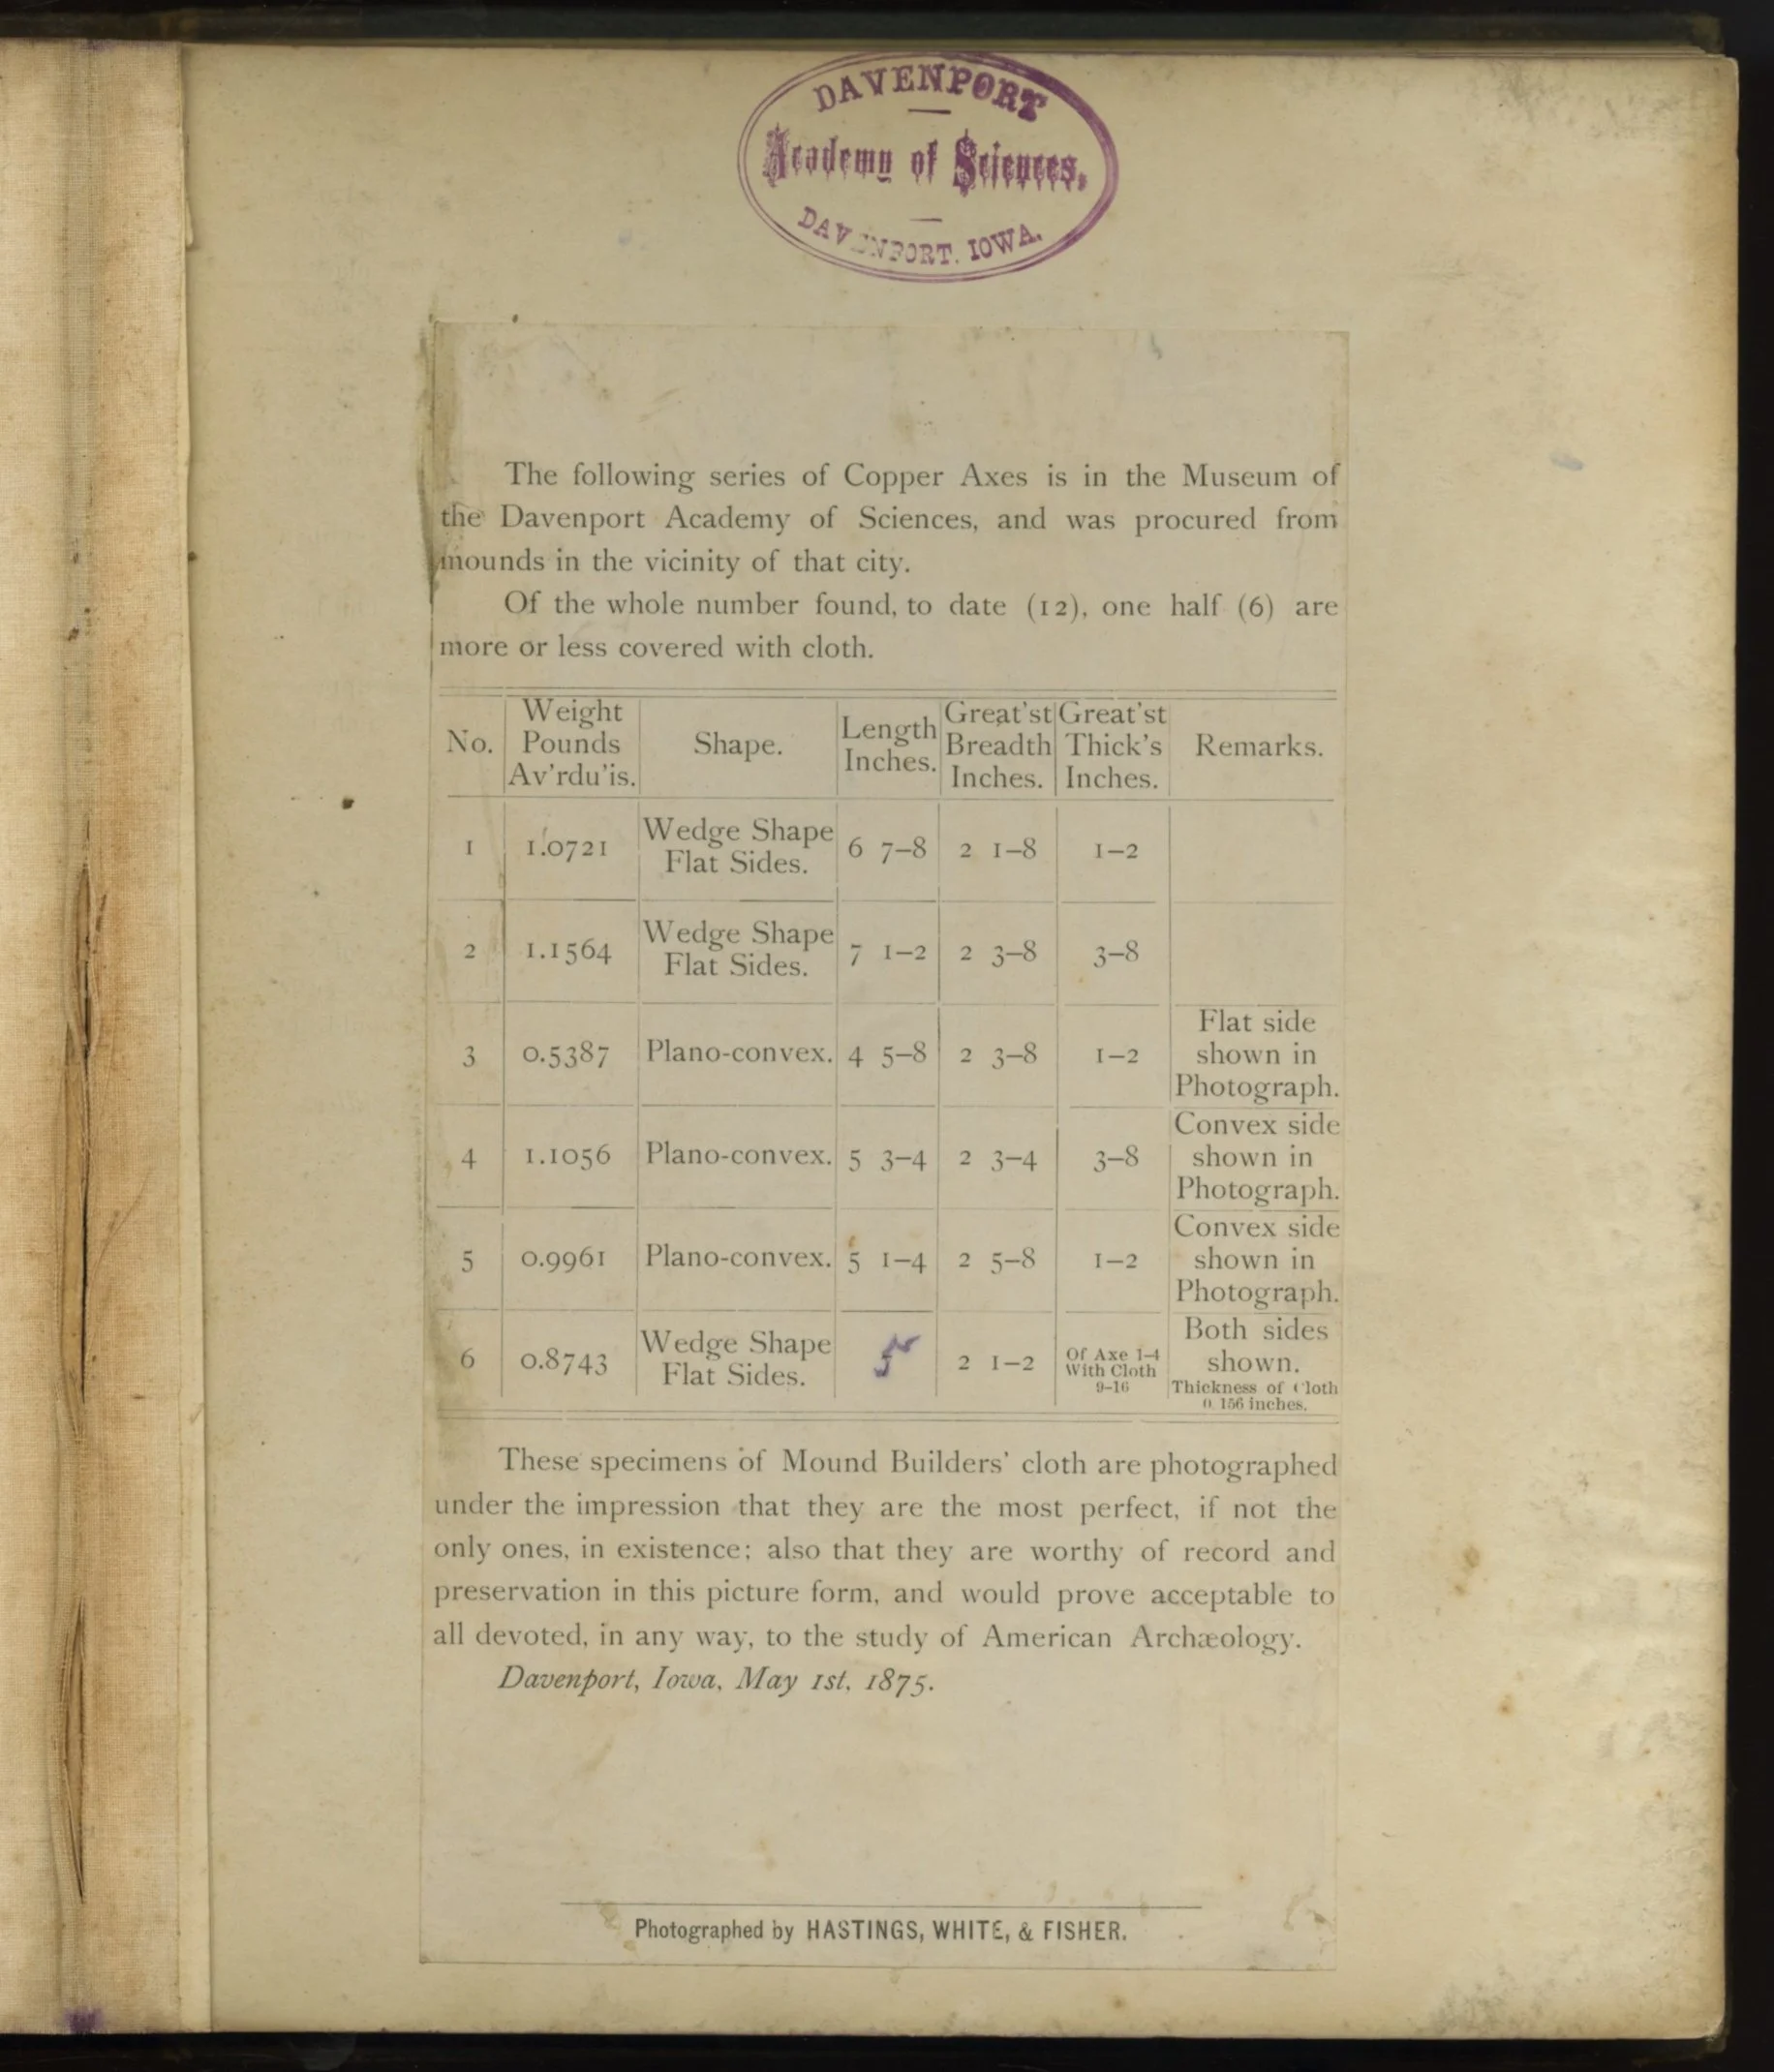 DAVENPORT
Academy of Sciences,
DAVENPORT, IOWA.
The following series of Copper Axes is in the Museum of
the Davenport Academy of Sciences, and was procured from
mounds in the vicinity of that city.
Of the whole number found, to date (12), one half (6) are
more or less covered with cloth.
No. Weight Pounds Av'rdu'is. Shape. Length Inches. Great'st Breadth Inches. Great'st Thick's Inches. Remarks.
1 1.0721 Wedge Shape Flat Sides. 6 7–8 2 1–8 1–2
2 1.1564 Wedge Shape Flat Sides. 7 1–2 2 3–8 3–8
3 0.5387 Plano-convex. 4 5–8 2 3–8 1–2 Flat side shown in Photograph.
4 1.1056 Plano-convex. 5 3–4 2 3–4 3–8 Convex side shown in Photograph.
5 0.9961 Plano-convex. 5 1–4 2 5–8 1–2 Convex side shown in Photograph.
6 0.8743 Wedge Shape Flat Sides. 5 2 1–2 Of Axe 1–4 With Cloth 9–16 Both sides shown. Thickness of Cloth 0.156 inches.
These specimens of Mound Builders' cloth are photographed
under the impression that they are the most perfect, if not the
only ones, in existence; also that they are worthy of record and
preservation in this picture form, and would prove acceptable to
all devoted, in any way, to the study of American Archæology.
Davenport, Iowa, May 1st, 1875.
Photographed by HASTINGS, WHITE, & FISHER.